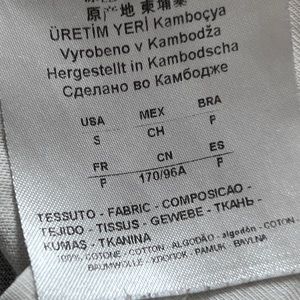 原产地 柬埔寨
ÜRETİM YERİ Kamboçya
Vyrobeno v Kambodža
Hergestellt in Kambodscha
Сделано во Камбодже
USA MEX BRA
S CH P
FR CN ES
P 170/96A P
TESSUTO - FABRIC - COMPOSICAO -
TEJIDO - TISSUS - GEWEBE - ТКАНЬ -
KUMAŞ - TKANINA
100% COTONE - COTTON - ALGODÃO - ALGODON - COTON -
BAUMWOLLE - ХЛОПОК - PAMUK - BAVLNA